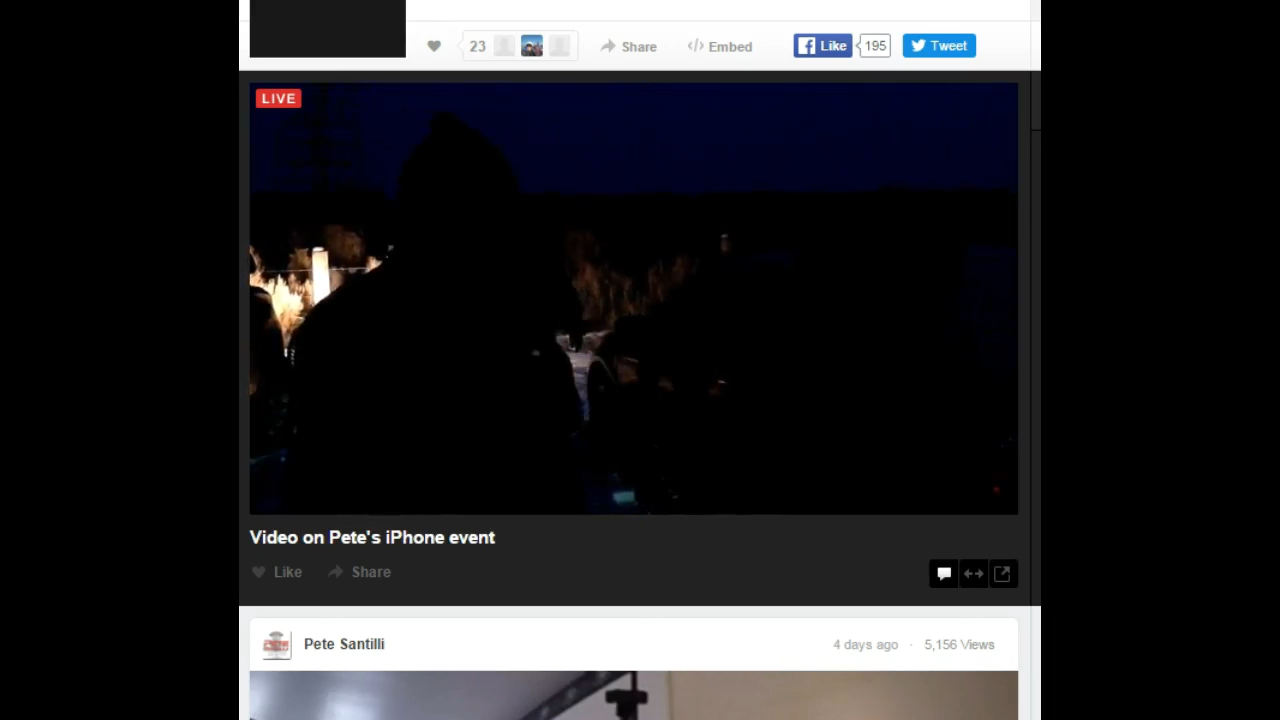 23 Share </> Embed Like 195 Tweet
LIVE
Video on Pete's iPhone event
Like Share
Pete Santilli 4 days ago · 5,156 Views